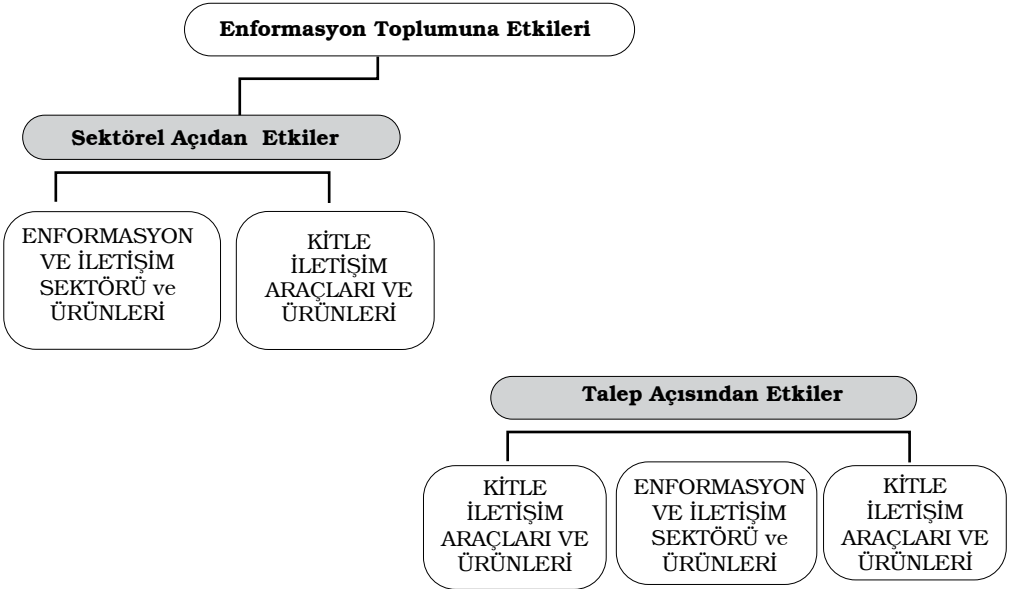 Enformasyon Toplumuna Etkileri
Sektörel Açıdan Etkiler
ENFORMASYON
VE İLETİŞİM
SEKTÖRÜ ve
ÜRÜNLERİ
KİTLE
İLETİŞİM
ARAÇLARI VE
ÜRÜNLERİ
Talep Açısından Etkiler
KİTLE
İLETİŞİM
ARAÇLARI VE
ÜRÜNLERİ
ENFORMASYON
VE İLETİŞİM
SEKTÖRÜ ve
ÜRÜNLERİ
KİTLE
İLETİŞİM
ARAÇLARI VE
ÜRÜNLERİ